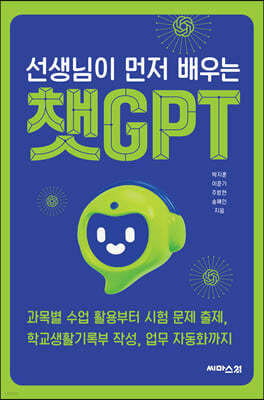 선생님이 먼저 배우는
챗GPT
박지훈
이준기
주범현
송해인
지음
과목별 수업 활용부터 시험 문제 출제,
학교생활기록부 작성, 업무 자동화까지
씨마스21